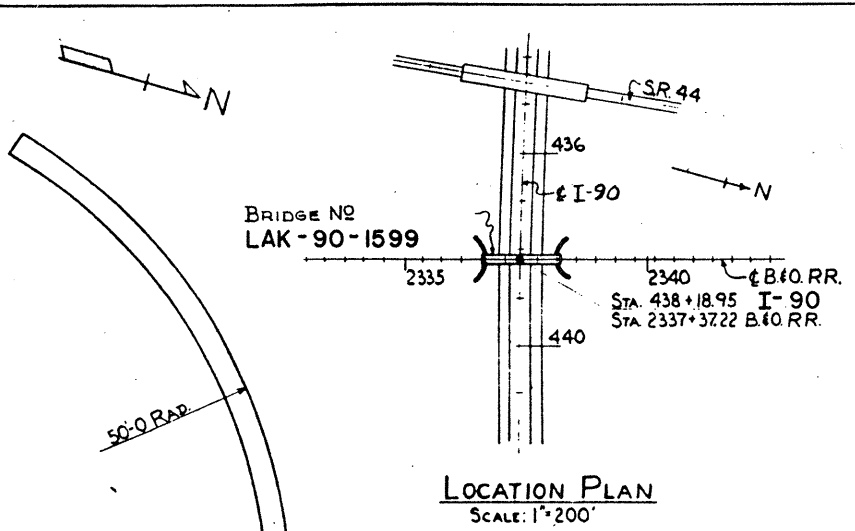 N
S.R. 44
436
℄ I-90
N
BRIDGE Nº
LAK-90-1599
2335
2340
℄ B.&O. RR.
STA. 438+18.95 I-90
STA. 2337+37.22 B.&O. RR.
440
50'-0 RAD.
LOCATION PLAN
SCALE: 1"=200'